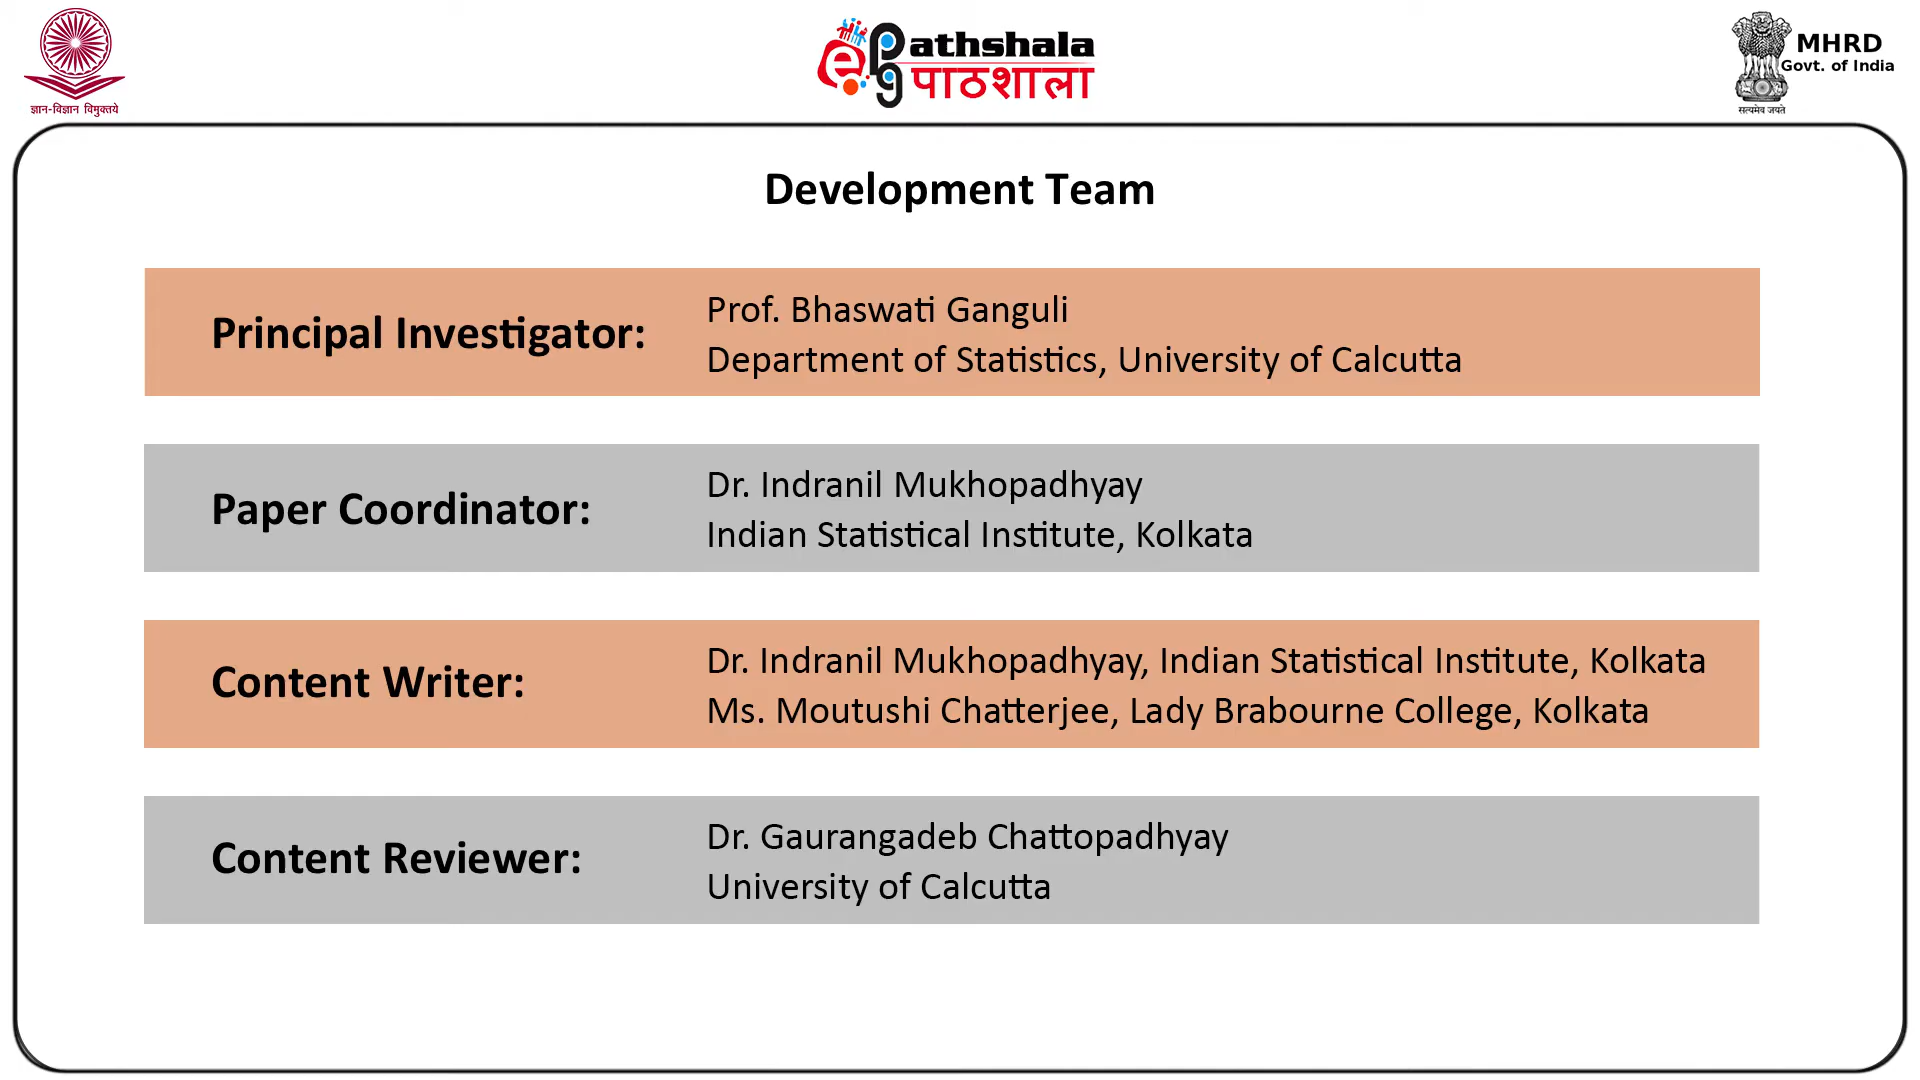 ज्ञान-विज्ञान विमुक्तये
e
Pathshala
pg
पाठशाला
MHRD
Govt. of India
सत्यमेव जयते
Development Team
Principal Investigator:
Prof. Bhaswati Ganguli
Department of Statistics, University of Calcutta
Paper Coordinator:
Dr. Indranil Mukhopadhyay
Indian Statistical Institute, Kolkata
Content Writer:
Dr. Indranil Mukhopadhyay, Indian Statistical Institute, Kolkata
Ms. Moutushi Chatterjee, Lady Brabourne College, Kolkata
Content Reviewer:
Dr. Gaurangadeb Chattopadhyay
University of Calcutta